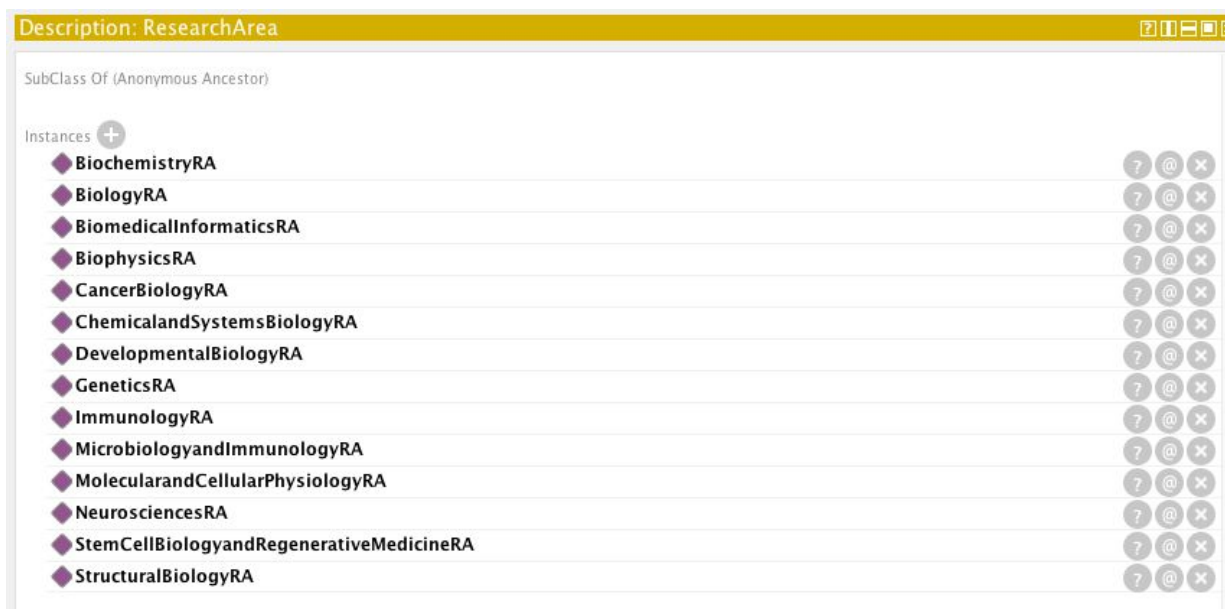 Description: ResearchArea
SubClass Of (Anonymous Ancestor)
Instances
BiochemistryRA
BiologyRA
BiomedicalInformaticsRA
BiophysicsRA
CancerBiologyRA
ChemicalandSystemsBiologyRA
DevelopmentalBiologyRA
GeneticsRA
ImmunologyRA
MicrobiologyandImmunologyRA
MolecularandCellularPhysiologyRA
NeurosciencesRA
StemCellBiologyandRegenerativeMedicineRA
StructuralBiologyRA